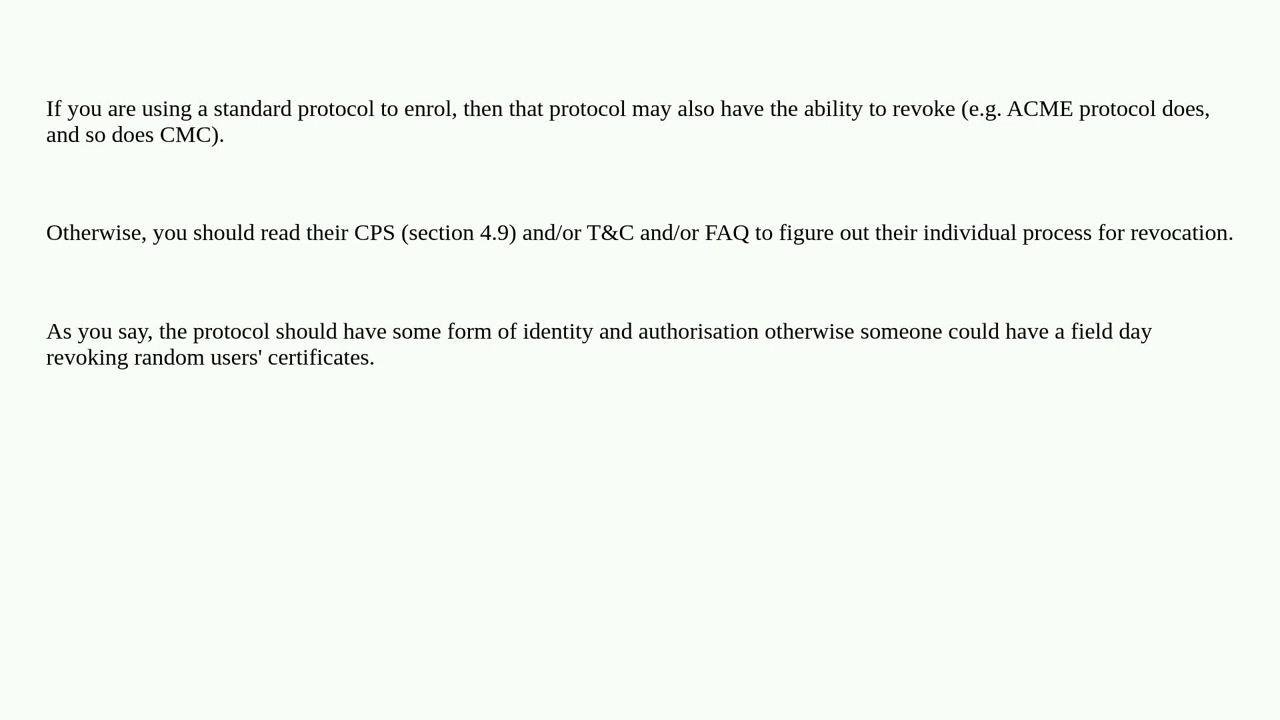 If you are using a standard protocol to enrol, then that protocol may also have the ability to revoke (e.g. ACME protocol does,
and so does CMC).
Otherwise, you should read their CPS (section 4.9) and/or T&C and/or FAQ to figure out their individual process for revocation.
As you say, the protocol should have some form of identity and authorisation otherwise someone could have a field day
revoking random users' certificates.